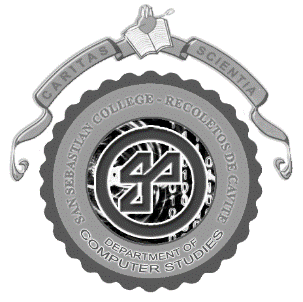 CARITAS
SCIENTIA
SAN SEBASTIAN COLLEGE - RECOLETOS DE CAVITE
DEPARTMENT OF
COMPUTER STUDIES